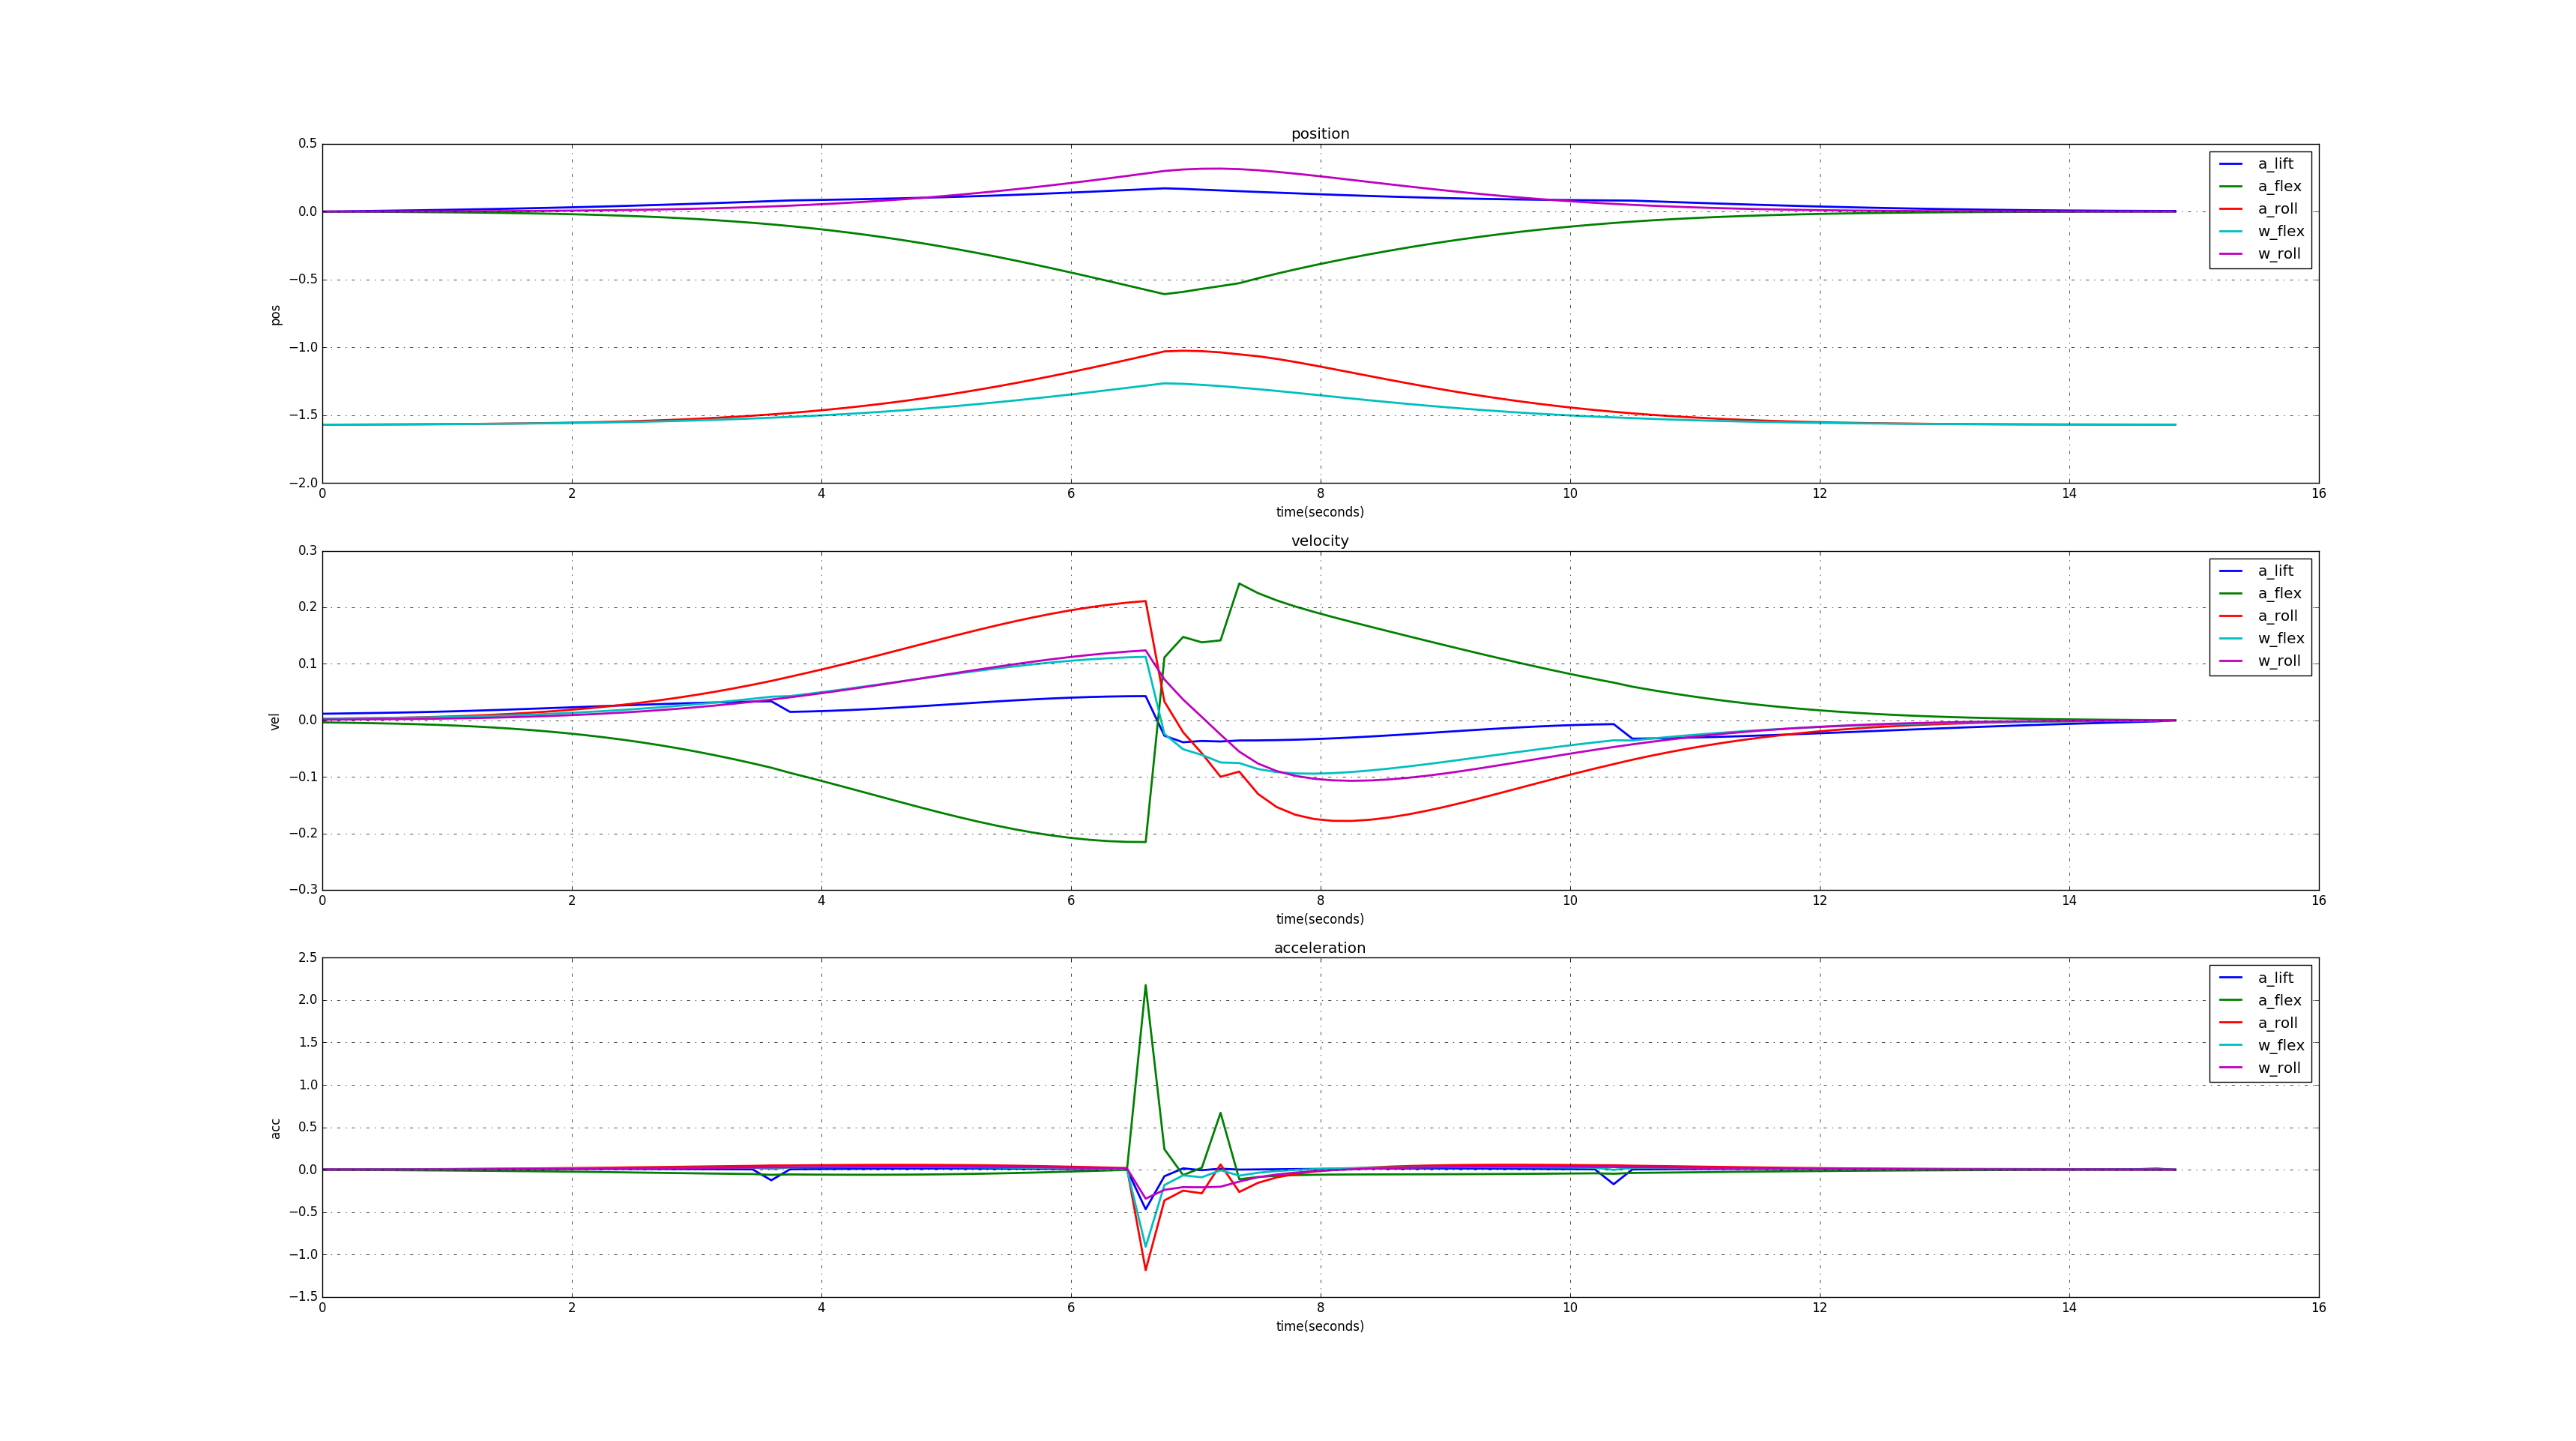 position
0.5
0.0
−0.5
−1.0
−1.5
−2.0
pos
a_lift
a_flex
a_roll
w_flex
w_roll
0 2 4 6 8 10 12 14 16
time(seconds)
velocity
0.3
0.2
0.1
0.0
−0.1
−0.2
−0.3
vel
a_lift
a_flex
a_roll
w_flex
w_roll
0 2 4 6 8 10 12 14 16
time(seconds)
acceleration
2.5
2.0
1.5
1.0
0.5
0.0
−0.5
−1.0
−1.5
acc
a_lift
a_flex
a_roll
w_flex
w_roll
0 2 4 6 8 10 12 14 16
time(seconds)